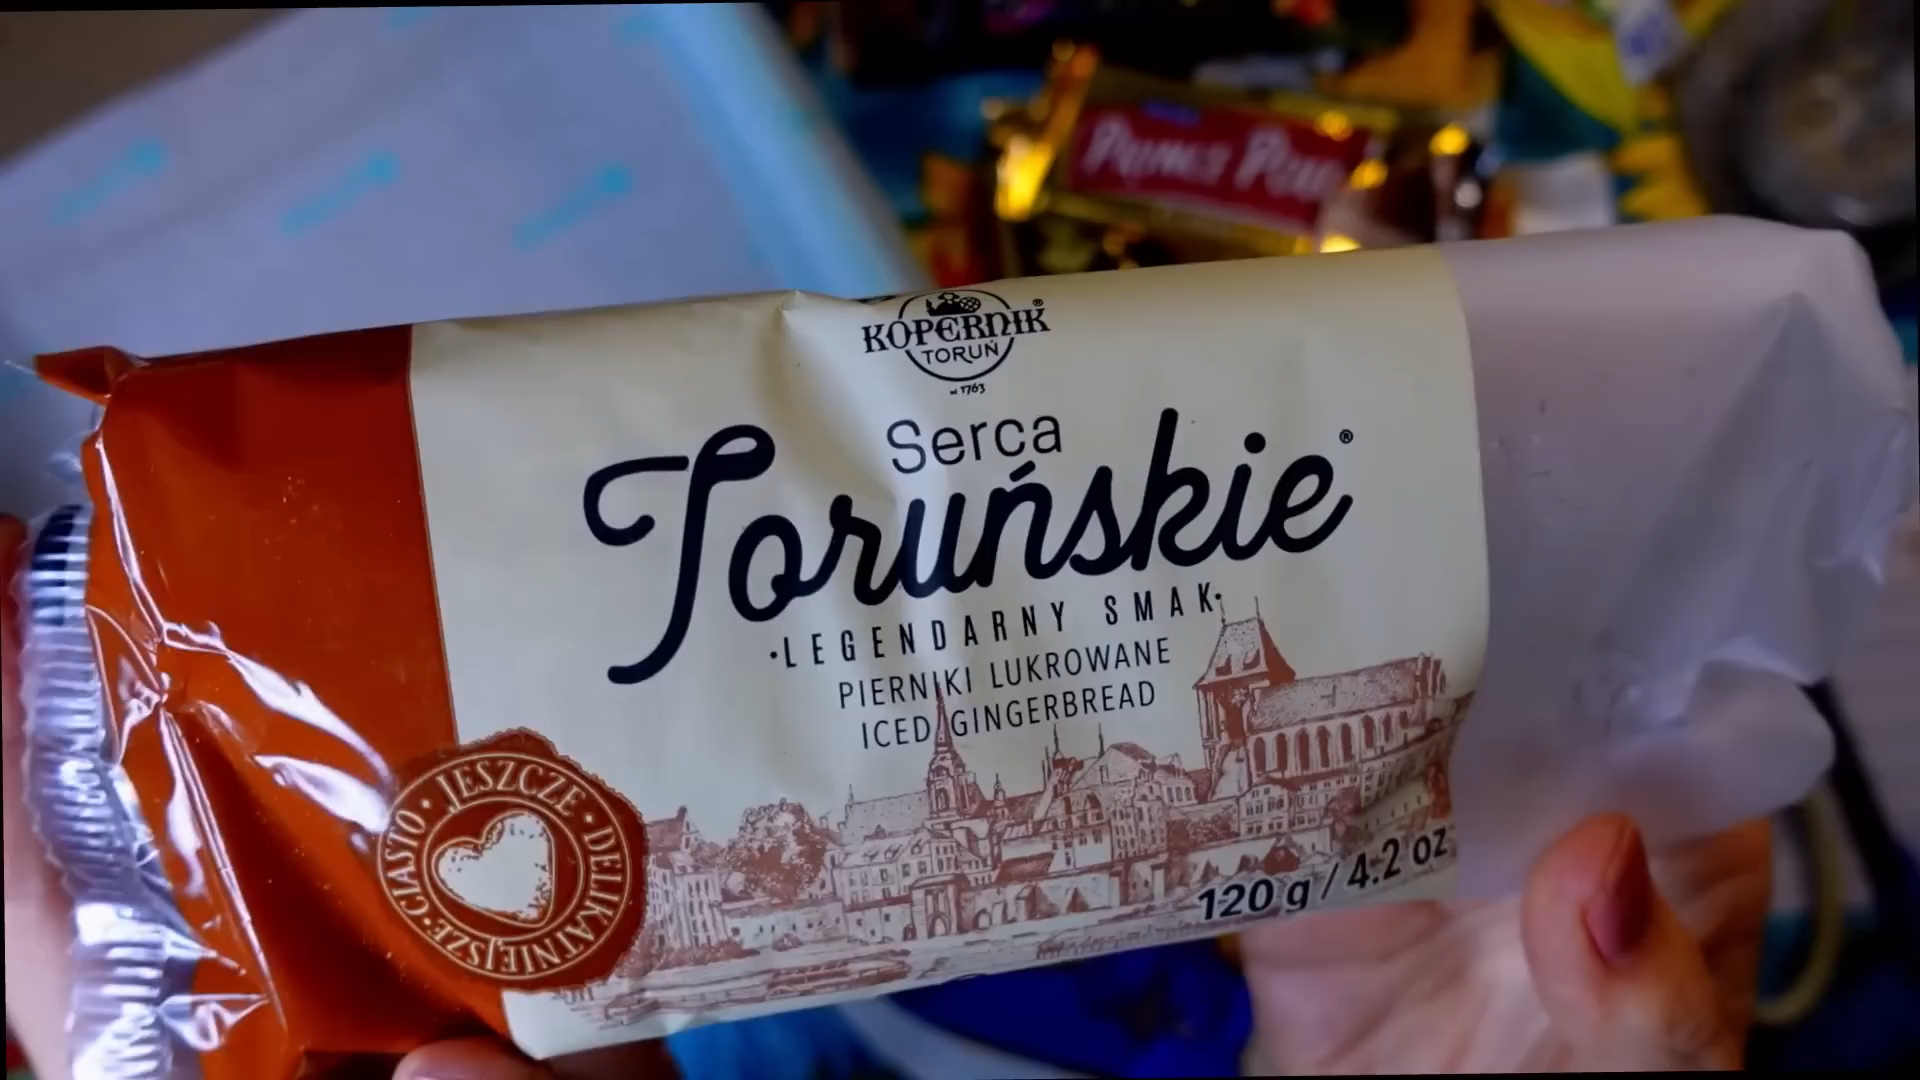 KOPERNIK®
TORUŃ
1763
Serca
Toruńskie®
·LEGENDARNY SMAK·
PIERNIKI LUKROWANE
ICED GINGERBREAD
JESZCZE · DELIKATNIEJSZE · CIASTO ·
120 g / 4.2 oz